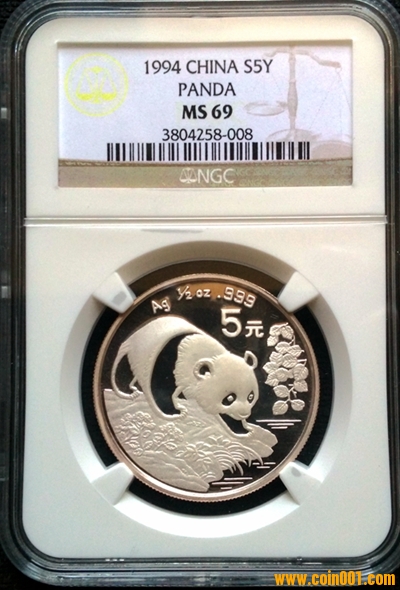 1994 CHINA S5Y
PANDA
MS 69
3804258-008
NGC
Ag ½ oz .999
5元
www.coin001.com